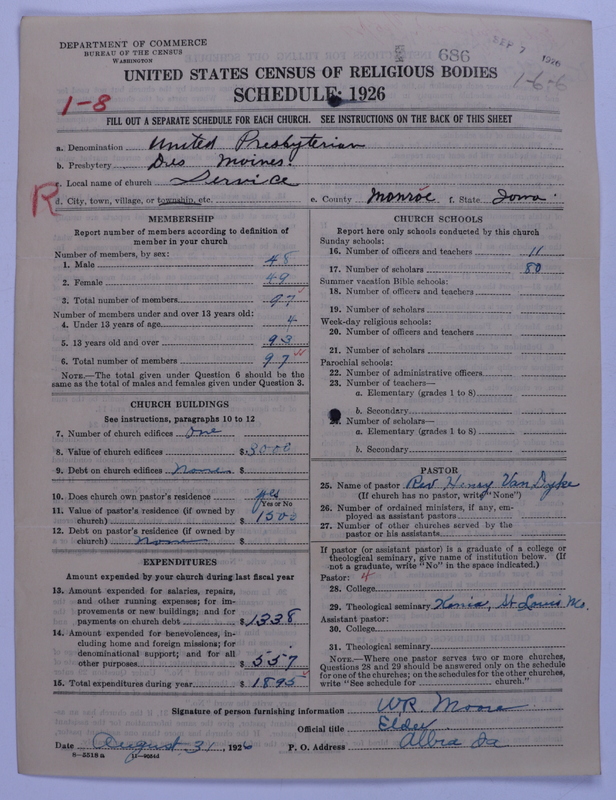 DEPARTMENT OF COMMERCE
BUREAU OF THE CENSUS
WASHINGTON
686
SEP 7 1926
1-6-6
UNITED STATES CENSUS OF RELIGIOUS BODIES
SCHEDULE: 1926
1-8
FILL OUT A SEPARATE SCHEDULE FOR EACH CHURCH. SEE INSTRUCTIONS ON THE BACK OF THIS SHEET
a. Denomination United Presbyterian
b. Presbytery Des Moines.
c. Local name of church Service
R
d. City, town, village, or township, etc. e. County Monroe f. State Iowa
MEMBERSHIP
Report number of members according to definition of member in your church
Number of members, by sex:
1. Male 48
2. Female 49
3. Total number of members 97
Number of members under and over 13 years old:
4. Under 13 years of age 4
5. 13 years old and over 93
6. Total number of members 97
NOTE.—The total given under Question 6 should be the same as the total of males and females given under Question 3.
CHURCH BUILDINGS
See instructions, paragraphs 10 to 12
7. Number of church edifices One
8. Value of church edifices $3000
9. Debt on church edifices None $
10. Does church own pastor's residence yes
Yes or No
11. Value of pastor's residence (if owned by church) $ 1500
12. Debt on pastor's residence (if owned by church) None $
EXPENDITURES
Amount expended by your church during last fiscal year
13. Amount expended for salaries, repairs, and other running expenses; for improvements or new buildings; and for payments on church debt $ 1338
14. Amount expended for benevolences, including home and foreign missions; for denominational support; and for all other purposes $ 557
15. Total expenditures during year $ 1895
CHURCH SCHOOLS
Report here only schools conducted by this church
Sunday schools:
16. Number of officers and teachers 11
17. Number of scholars 80
Summer vacation Bible schools:
18. Number of officers and teachers
19. Number of scholars
Week-day religious schools:
20. Number of officers and teachers
21. Number of scholars
Parochial schools:
22. Number of administrative officers
23. Number of teachers—
a. Elementary (grades 1 to 8)
b. Secondary
Number of scholars—
a. Elementary (grades 1 to 8)
b. Secondary
PASTOR
25. Name of pastor Rev Henry Van Dyke
(If church has no pastor, write "None")
26. Number of ordained ministers, if any, employed as assistant pastors
27. Number of other churches served by the pastor or his assistants
If pastor (or assistant pastor) is a graduate of a college or theological seminary, give name of institution below. (If not a graduate, write "No" in the space indicated.)
Pastor: 4
28. College
29. Theological seminary Xenia, St Louis Mo.
Assistant pastor:
30. College
31. Theological seminary
NOTE.—Where one pastor serves two or more churches, Questions 28 and 29 should be answered only on the schedule for one of the churches; on the schedules for the other churches, write "See schedule for church."
Signature of person furnishing information WR. Moore
Official title Elder
Date August 31, 1926 P. O. Address Albia Ia
8—5518 a